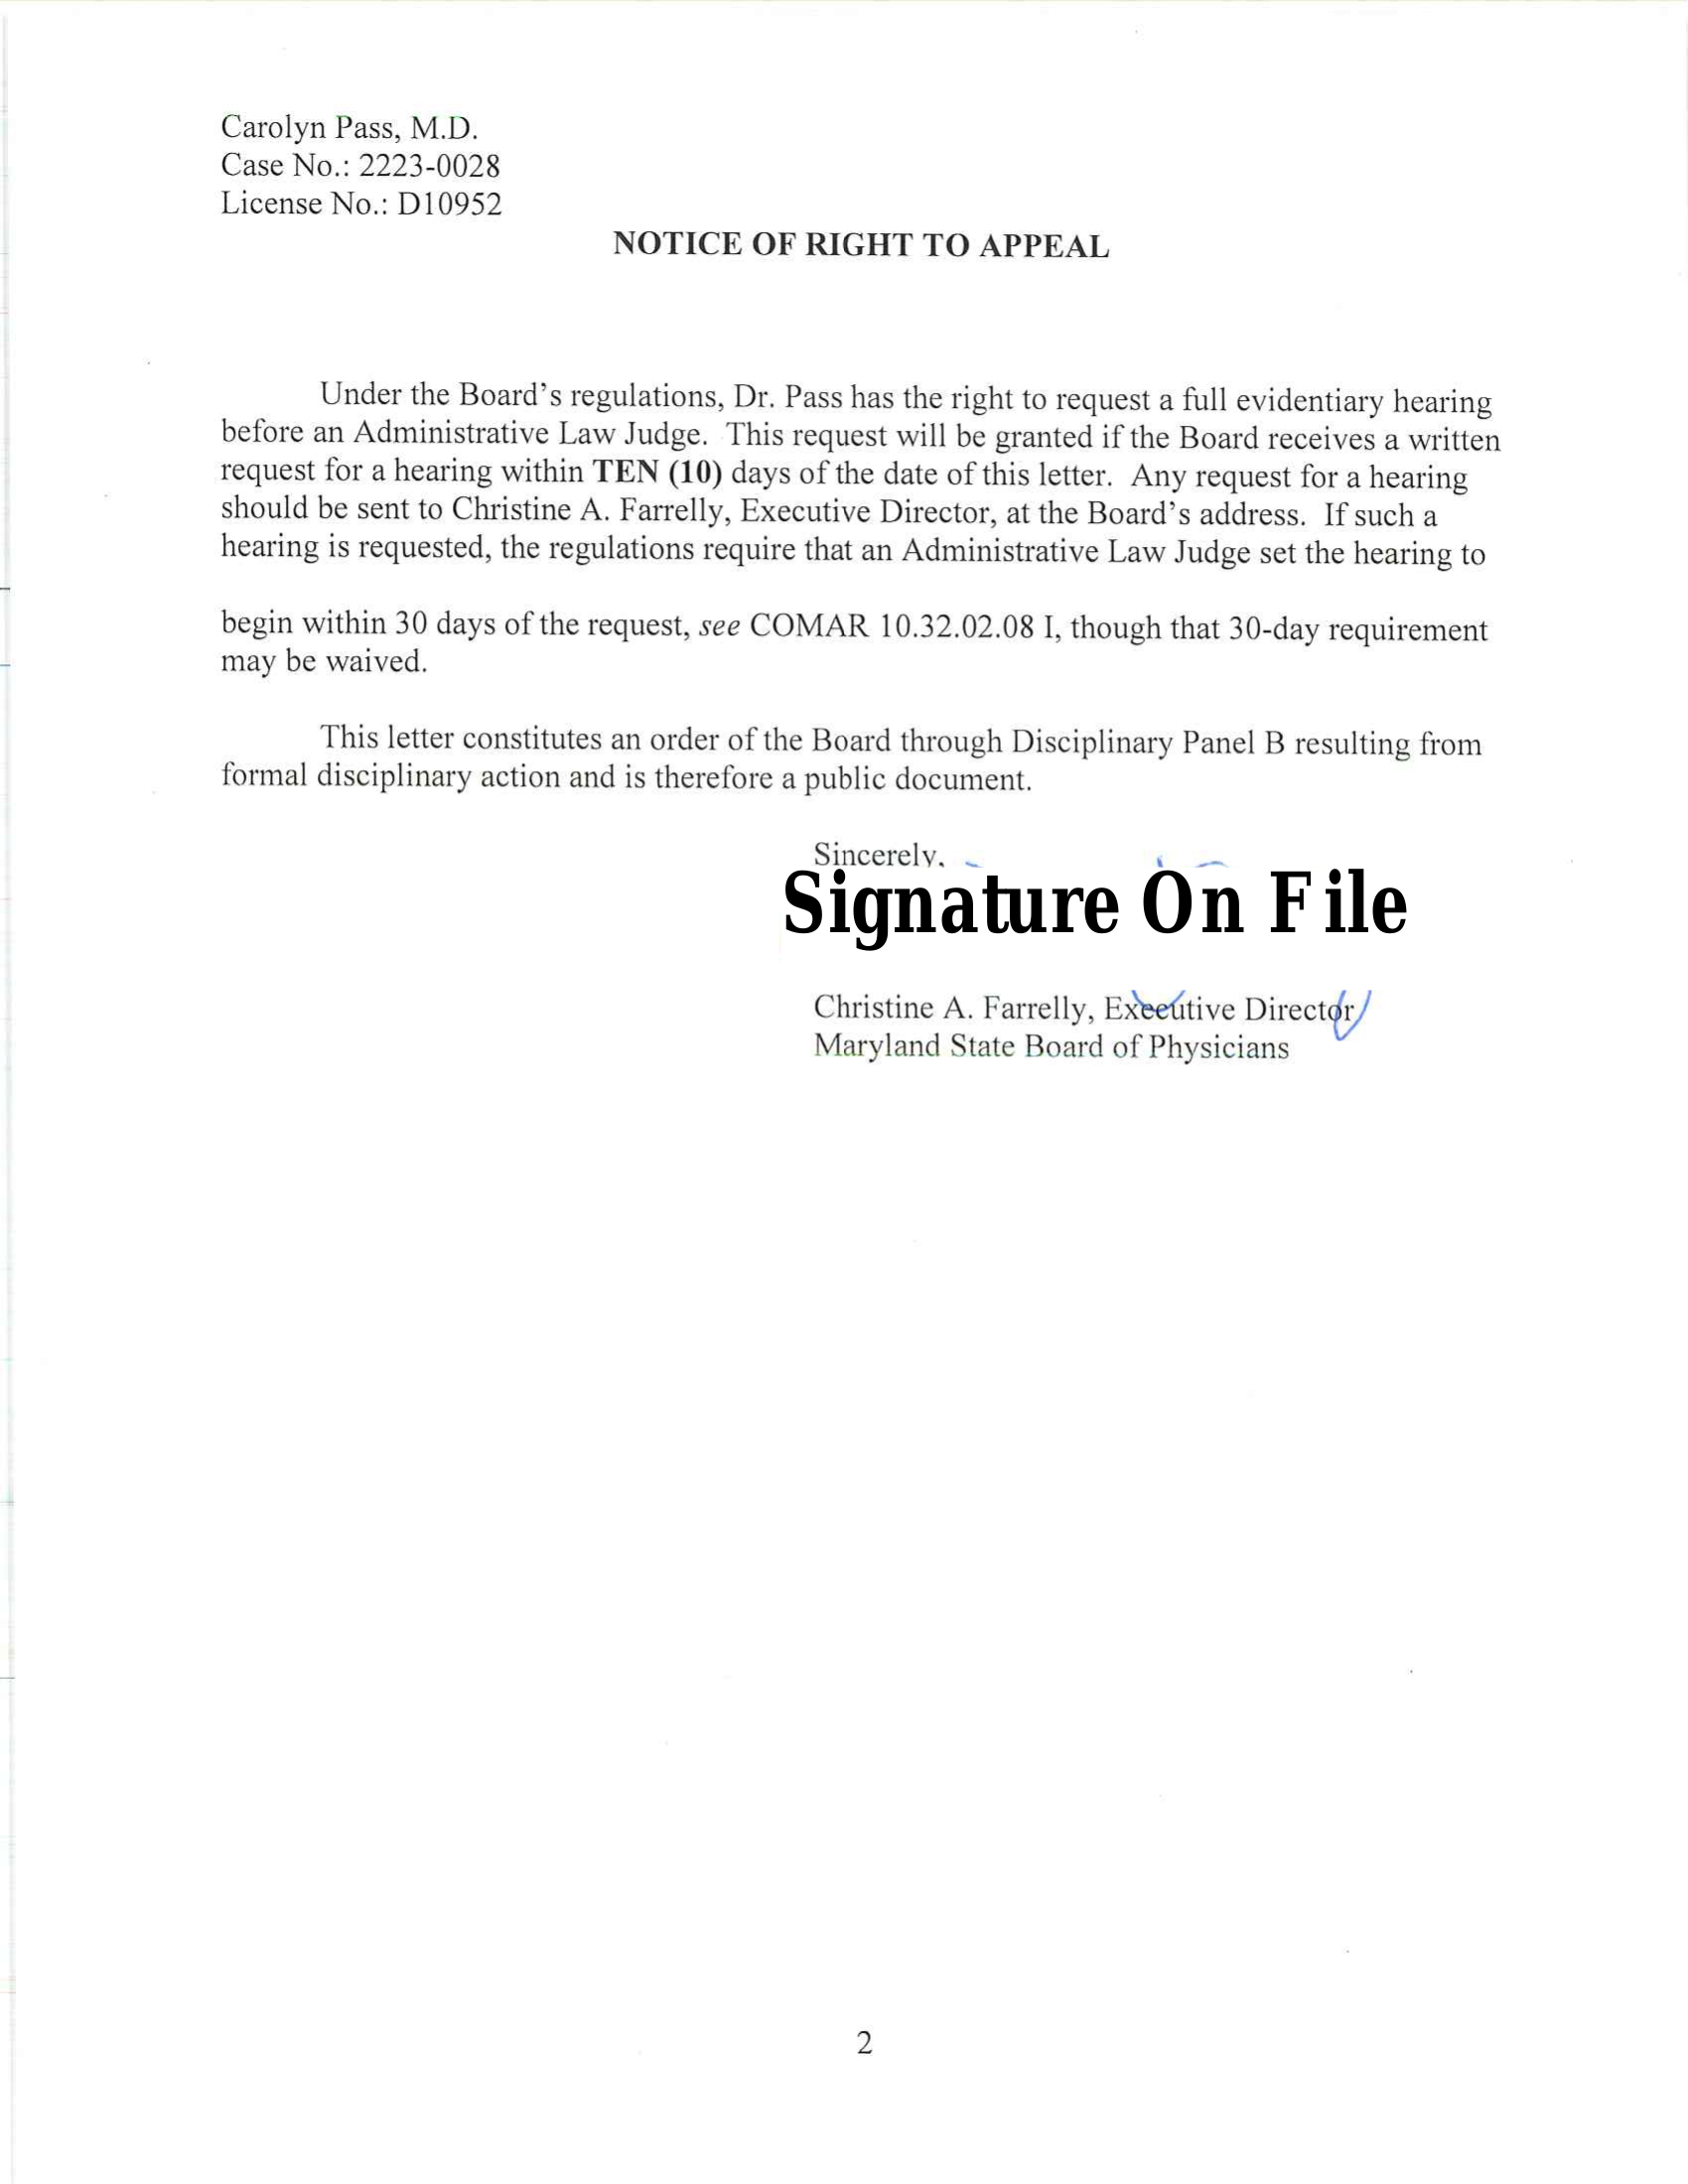 Carolyn Pass, M.D.
Case No.: 2223-0028
License No.: D10952
NOTICE OF RIGHT TO APPEAL
Under the Board's regulations, Dr. Pass has the right to request a full evidentiary hearing
before an Administrative Law Judge. This request will be granted if the Board receives a written
request for a hearing within TEN (10) days of the date of this letter. Any request for a hearing
should be sent to Christine A. Farrelly, Executive Director, at the Board's address. If such a
hearing is requested, the regulations require that an Administrative Law Judge set the hearing to
begin within 30 days of the request, see COMAR 10.32.02.08 I, though that 30-day requirement
may be waived.
This letter constitutes an order of the Board through Disciplinary Panel B resulting from
formal disciplinary action and is therefore a public document.
Sincerely,
Signature On File
Christine A. Farrelly, Executive Director
Maryland State Board of Physicians
2